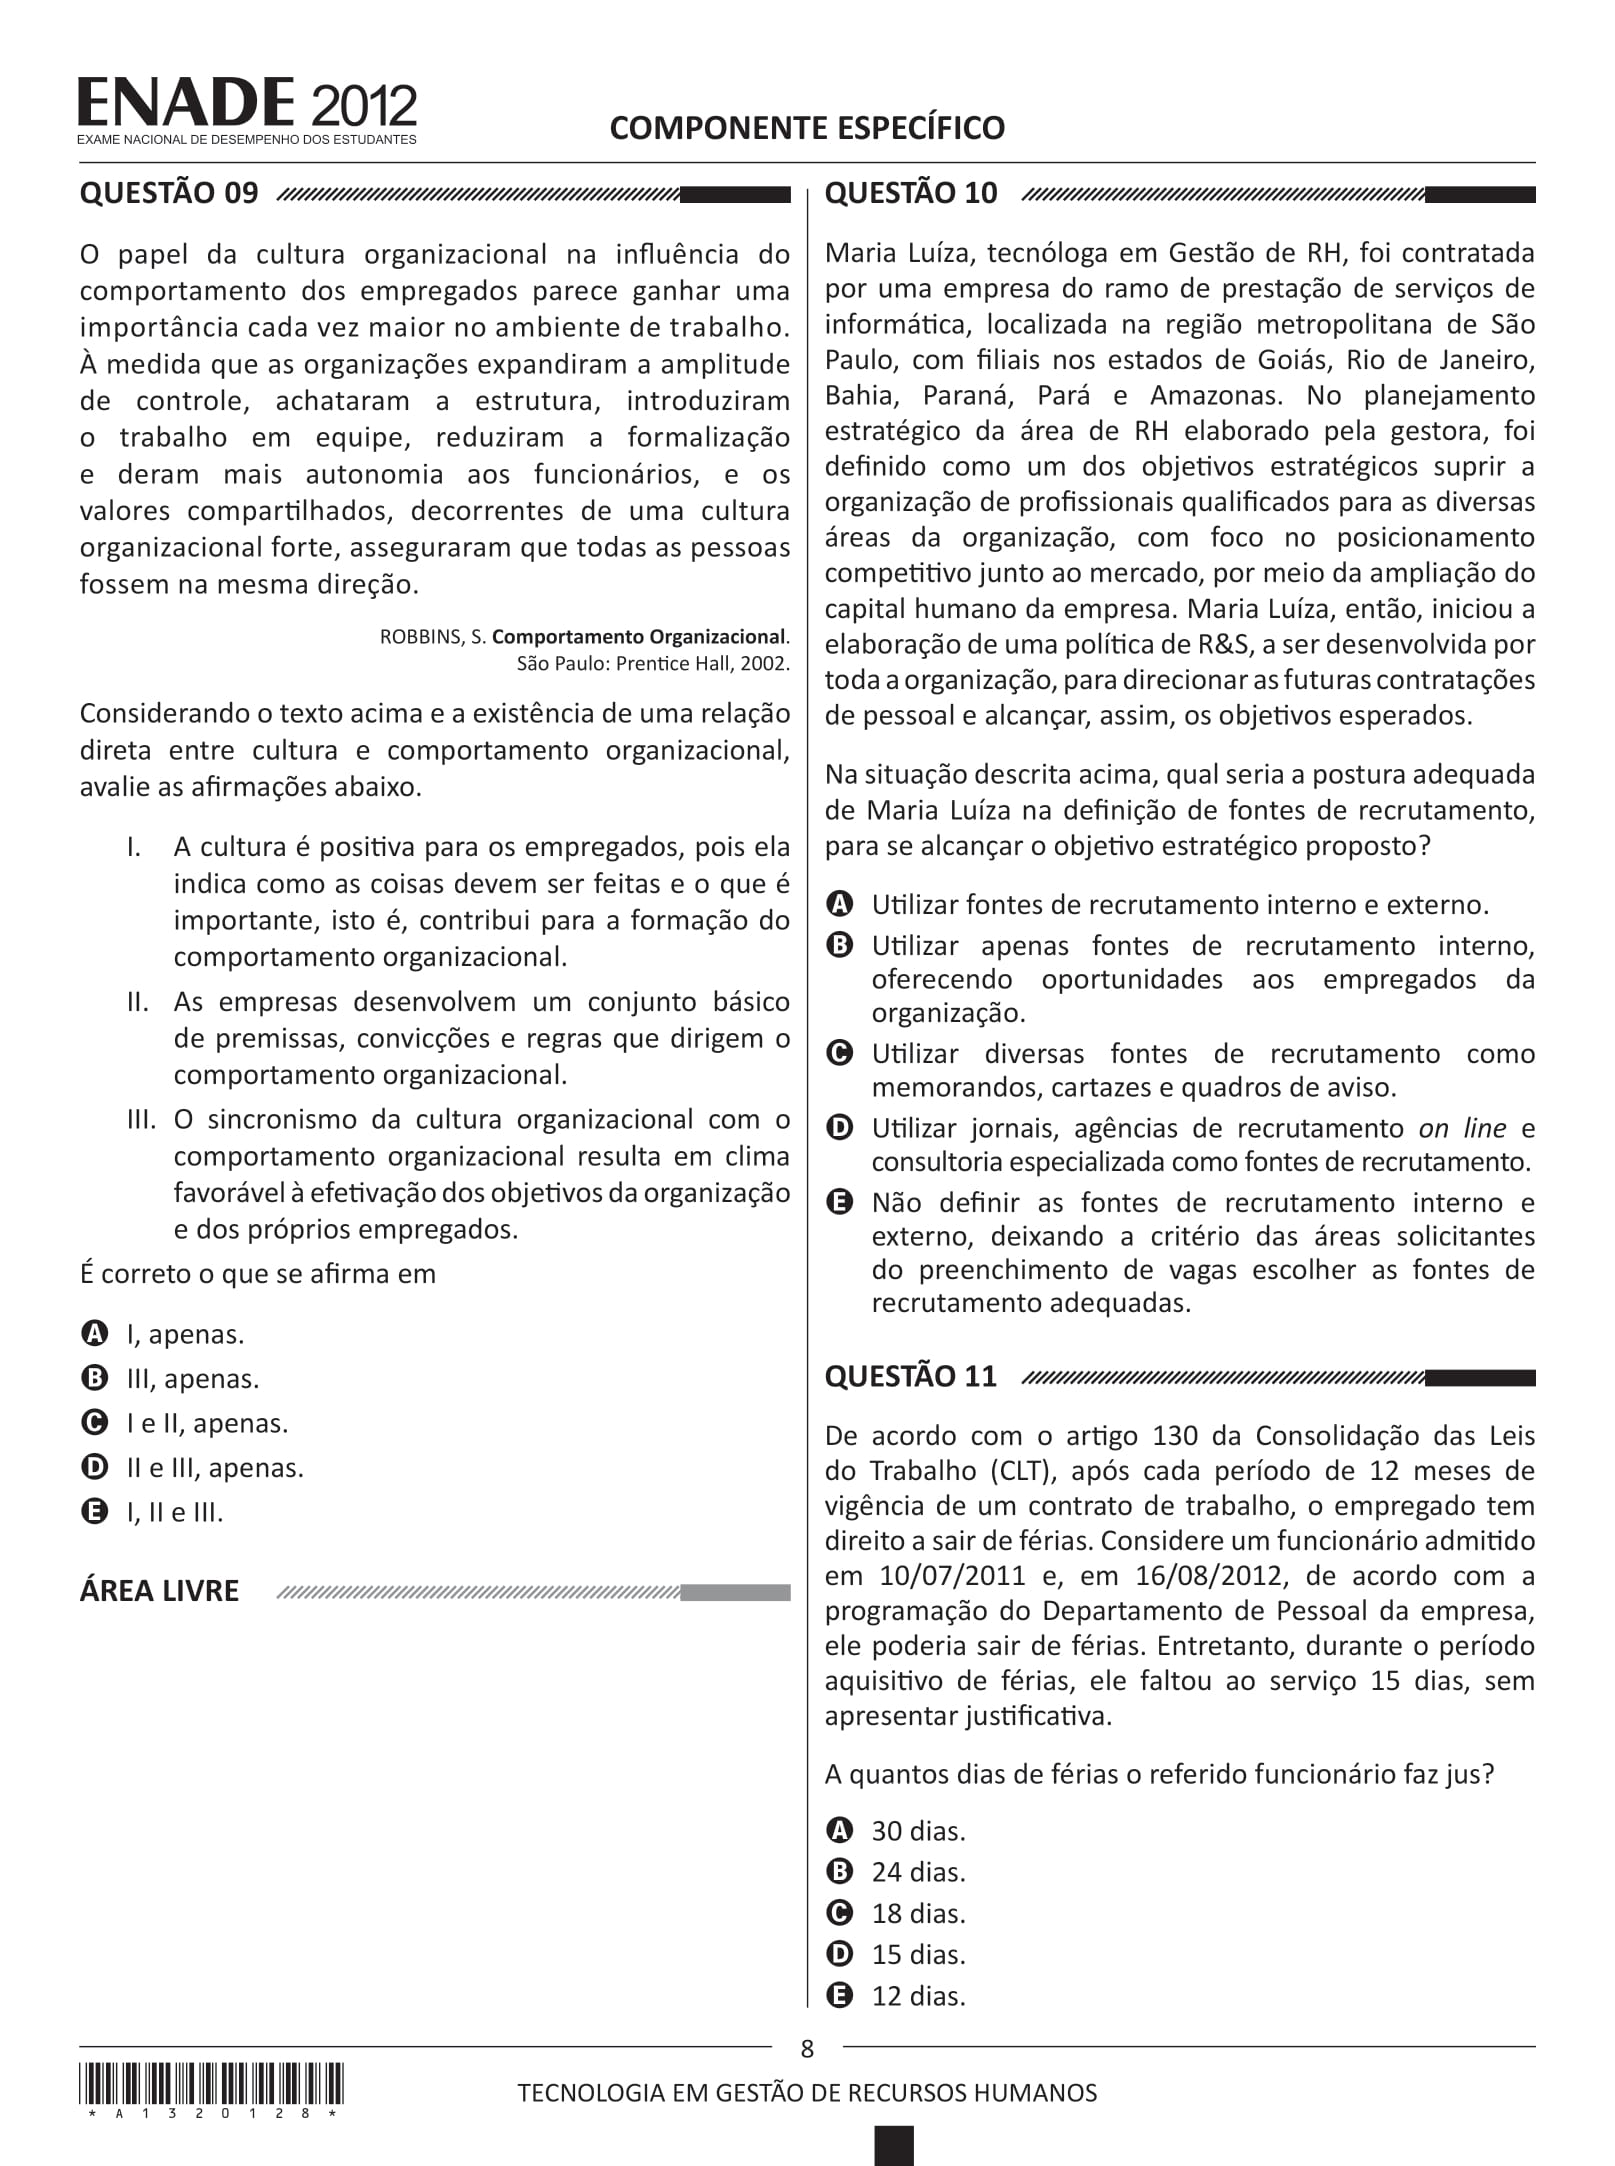 ENADE 2012
EXAME NACIONAL DE DESEMPENHO DOS ESTUDANTES
COMPONENTE ESPECÍFICO
QUESTÃO 09
O papel da cultura organizacional na influência do
comportamento dos empregados parece ganhar uma
importância cada vez maior no ambiente de trabalho.
À medida que as organizações expandiram a amplitude
de controle, achataram a estrutura, introduziram
o trabalho em equipe, reduziram a formalização
e deram mais autonomia aos funcionários, e os
valores compartilhados, decorrentes de uma cultura
organizacional forte, asseguraram que todas as pessoas
fossem na mesma direção.
ROBBINS, S. Comportamento Organizacional.
São Paulo: Prentice Hall, 2002.
Considerando o texto acima e a existência de uma relação
direta entre cultura e comportamento organizacional,
avalie as afirmações abaixo.
I. A cultura é positiva para os empregados, pois ela
indica como as coisas devem ser feitas e o que é
importante, isto é, contribui para a formação do
comportamento organizacional.
II. As empresas desenvolvem um conjunto básico
de premissas, convicções e regras que dirigem o
comportamento organizacional.
III. O sincronismo da cultura organizacional com o
comportamento organizacional resulta em clima
favorável à efetivação dos objetivos da organização
e dos próprios empregados.
É correto o que se afirma em
A I, apenas.
B III, apenas.
C I e II, apenas.
D II e III, apenas.
E I, II e III.
ÁREA LIVRE
QUESTÃO 10
Maria Luíza, tecnóloga em Gestão de RH, foi contratada
por uma empresa do ramo de prestação de serviços de
informática, localizada na região metropolitana de São
Paulo, com filiais nos estados de Goiás, Rio de Janeiro,
Bahia, Paraná, Pará e Amazonas. No planejamento
estratégico da área de RH elaborado pela gestora, foi
definido como um dos objetivos estratégicos suprir a
organização de profissionais qualificados para as diversas
áreas da organização, com foco no posicionamento
competitivo junto ao mercado, por meio da ampliação do
capital humano da empresa. Maria Luíza, então, iniciou a
elaboração de uma política de R&S, a ser desenvolvida por
toda a organização, para direcionar as futuras contratações
de pessoal e alcançar, assim, os objetivos esperados.
Na situação descrita acima, qual seria a postura adequada
de Maria Luíza na definição de fontes de recrutamento,
para se alcançar o objetivo estratégico proposto?
A Utilizar fontes de recrutamento interno e externo.
B Utilizar apenas fontes de recrutamento interno,
oferecendo oportunidades aos empregados da
organização.
C Utilizar diversas fontes de recrutamento como
memorandos, cartazes e quadros de aviso.
D Utilizar jornais, agências de recrutamento on line e
consultoria especializada como fontes de recrutamento.
E Não definir as fontes de recrutamento interno e
externo, deixando a critério das áreas solicitantes
do preenchimento de vagas escolher as fontes de
recrutamento adequadas.
QUESTÃO 11
De acordo com o artigo 130 da Consolidação das Leis
do Trabalho (CLT), após cada período de 12 meses de
vigência de um contrato de trabalho, o empregado tem
direito a sair de férias. Considere um funcionário admitido
em 10/07/2011 e, em 16/08/2012, de acordo com a
programação do Departamento de Pessoal da empresa,
ele poderia sair de férias. Entretanto, durante o período
aquisitivo de férias, ele faltou ao serviço 15 dias, sem
apresentar justificativa.
A quantos dias de férias o referido funcionário faz jus?
A 30 dias.
B 24 dias.
C 18 dias.
D 15 dias.
E 12 dias.
8
* A 1 3 2 0 1 2 8 *
TECNOLOGIA EM GESTÃO DE RECURSOS HUMANOS